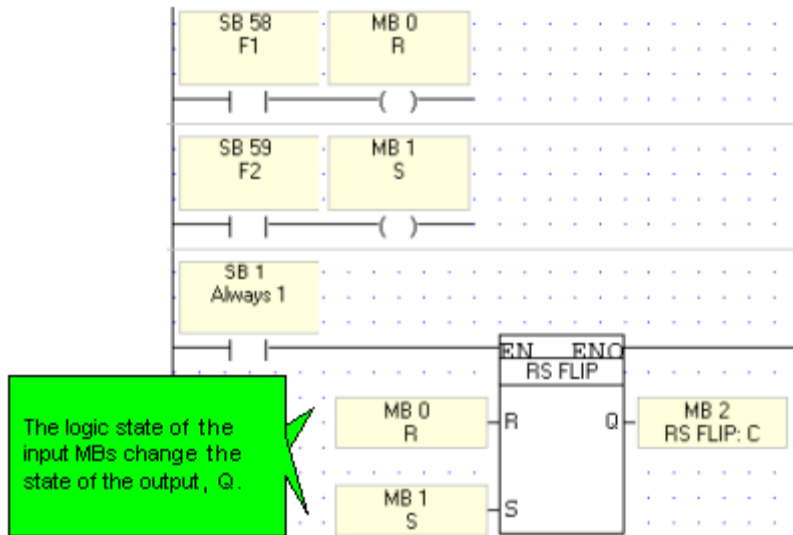 SB 58
F1
MB 0
R
SB 59
F2
MB 1
S
SB 1
Always 1
EN ENO
RS FLIP
MB 0
R
R
Q
MB 2
RS FLIP: C
MB 1
S
S
The logic state of the
input MBs change the
state of the output, Q.